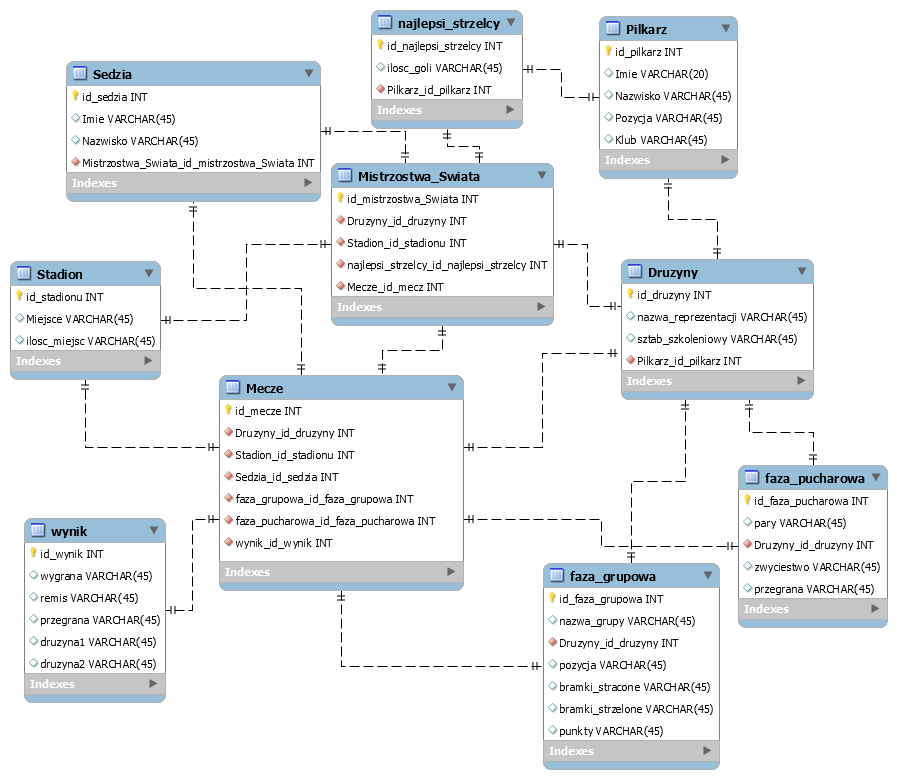 najlepsi_strzelcy
id_najlepsi_strzelcy INT
ilosc_goli VARCHAR(45)
Pilkarz_id_pilkarz INT
Indexes
Pilkarz
id_pilkarz INT
Imie VARCHAR(20)
Nazwisko VARCHAR(45)
Pozycja VARCHAR(45)
Klub VARCHAR(45)
Indexes
Sedzia
id_sedzia INT
Imie VARCHAR(45)
Nazwisko VARCHAR(45)
Mistrzostwa_Swiata_id_mistrzostwa_Swiata INT
Indexes
Mistrzostwa_Swiata
id_mistrzostwa_Swiata INT
Druzyny_id_druzyny INT
Stadion_id_stadionu INT
najlepsi_strzelcy_id_najlepsi_strzelcy INT
Mecze_id_mecz INT
Indexes
Stadion
id_stadionu INT
Miejsce VARCHAR(45)
ilosc_miejsc VARCHAR(45)
Indexes
Druzyny
id_druzyny INT
nazwa_reprezentacji VARCHAR(45)
sztab_szkoleniowy VARCHAR(45)
Pilkarz_id_pilkarz INT
Indexes
Mecze
id_mecze INT
Druzyny_id_druzyny INT
Stadion_id_stadionu INT
Sedzia_id_sedzia INT
faza_grupowa_id_faza_grupowa INT
faza_pucharowa_id_faza_pucharowa INT
wynik_id_wynik INT
Indexes
faza_pucharowa
id_faza_pucharowa INT
pary VARCHAR(45)
Druzyny_id_druzyny INT
zwyciestwo VARCHAR(45)
przegrana VARCHAR(45)
Indexes
wynik
id_wynik INT
wygrana VARCHAR(45)
remis VARCHAR(45)
przegrana VARCHAR(45)
druzyna1 VARCHAR(45)
druzyna2 VARCHAR(45)
Indexes
faza_grupowa
id_faza_grupowa INT
nazwa_grupy VARCHAR(45)
Druzyny_id_druzyny INT
pozycja VARCHAR(45)
bramki_stracone VARCHAR(45)
bramki_strzelone VARCHAR(45)
punkty VARCHAR(45)
Indexes